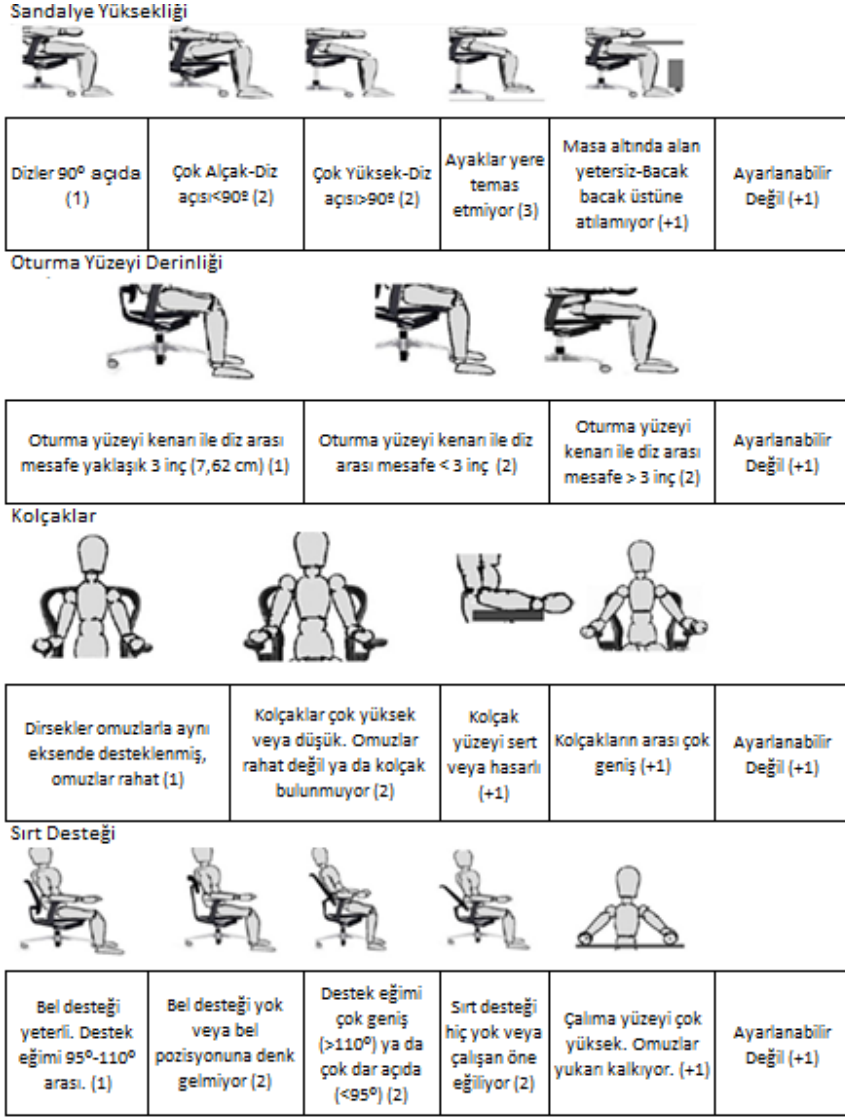 Sandalye Yüksekliği
Dizler 90⁰ açıda
(1)
Çok Alçak-Diz
açısı<90º (2)
Çok Yüksek-Diz
açısı>90º (2)
Ayaklar yere
temas
etmiyor (3)
Masa altında alan
yetersiz-Bacak
bacak üstüne
atılamıyor (+1)
Ayarlanabilir
Değil (+1)
Oturma Yüzeyi Derinliği
Oturma yüzeyi kenarı ile diz arası
mesafe yaklaşık 3 inç (7,62 cm) (1)
Oturma yüzeyi kenarı ile diz
arası mesafe < 3 inç (2)
Oturma yüzeyi
kenarı ile diz arası
mesafe > 3 inç (2)
Ayarlanabilir
Değil (+1)
Kolçaklar
Dirsekler omuzlarla aynı
eksende desteklenmiş,
omuzlar rahat (1)
Kolçaklar çok yüksek
veya düşük. Omuzlar
rahat değil ya da kolçak
bulunmuyor (2)
Kolçak
yüzeyi sert
veya hasarlı
(+1)
Kolçakların arası çok
geniş (+1)
Ayarlanabilir
Değil (+1)
Sırt Desteği
Bel desteği
yeterli. Destek
eğimi 95⁰-110⁰
arası. (1)
Bel desteği yok
veya bel
pozisyonuna denk
gelmiyor (2)
Destek eğimi
çok geniş
(>110⁰) ya da
çok dar açıda
(<95⁰) (2)
Sırt desteği
hiç yok veya
çalışan öne
eğiliyor (2)
Çalıma yüzeyi çok
yüksek. Omuzlar
yukarı kalkıyor. (+1)
Ayarlanabilir
Değil (+1)